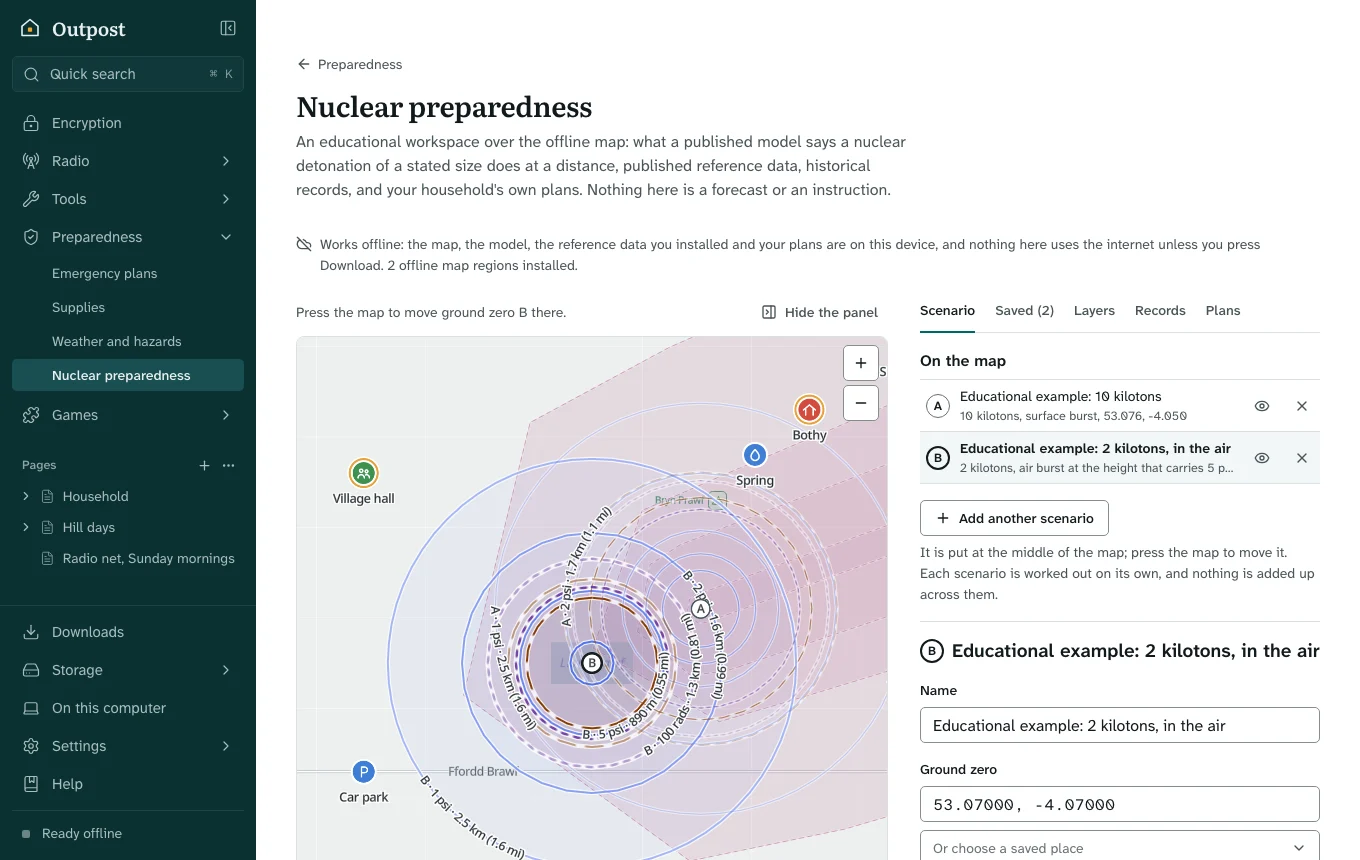 Outpost
Quick search
⌘ K
Encryption
Radio
Tools
Preparedness
Emergency plans
Supplies
Weather and hazards
Nuclear preparedness
Games
Pages
Household
Hill days
Radio net, Sunday mornings
Downloads
Storage
On this computer
Settings
Help
Ready offline
Preparedness
Nuclear preparedness
An educational workspace over the offline map: what a published model says a nuclear
detonation of a stated size does at a distance, published reference data, historical
records, and your household's own plans. Nothing here is a forecast or an instruction.
Works offline: the map, the model, the reference data you installed and your plans are on this device, and nothing here uses the internet unless you press
Download. 2 offline map regions installed.
Press the map to move ground zero B there.
Hide the panel
+
−
S
Bothy
Spring
Village hall
Bryn Brawf
A · 2 psi · 1.7 km (1.1 mi)
A · 1 psi · 2.5 km (1.6 mi)
B · 2 psi · 1.6 km (0.99 mi)
A
B
B · 5 psi · 890 m (0.55 mi)
B · 100 rads · 1.3 km (0.81 mi)
B · 1 psi · 2.5 km (1.6 mi)
Ffordd Brawf
P
Car park
Scenario
Saved (2)
Layers
Records
Plans
On the map
A
Educational example: 10 kilotons
10 kilotons, surface burst, 53.076, -4.050
B
Educational example: 2 kilotons, in the air
2 kilotons, air burst at the height that carries 5 p...
Add another scenario
It is put at the middle of the map; press the map to move it.
Each scenario is worked out on its own, and nothing is added up
across them.
B
Educational example: 2 kilotons, in the air
Name
Educational example: 2 kilotons, in the air
Ground zero
53.07000, -4.07000
Or choose a saved place